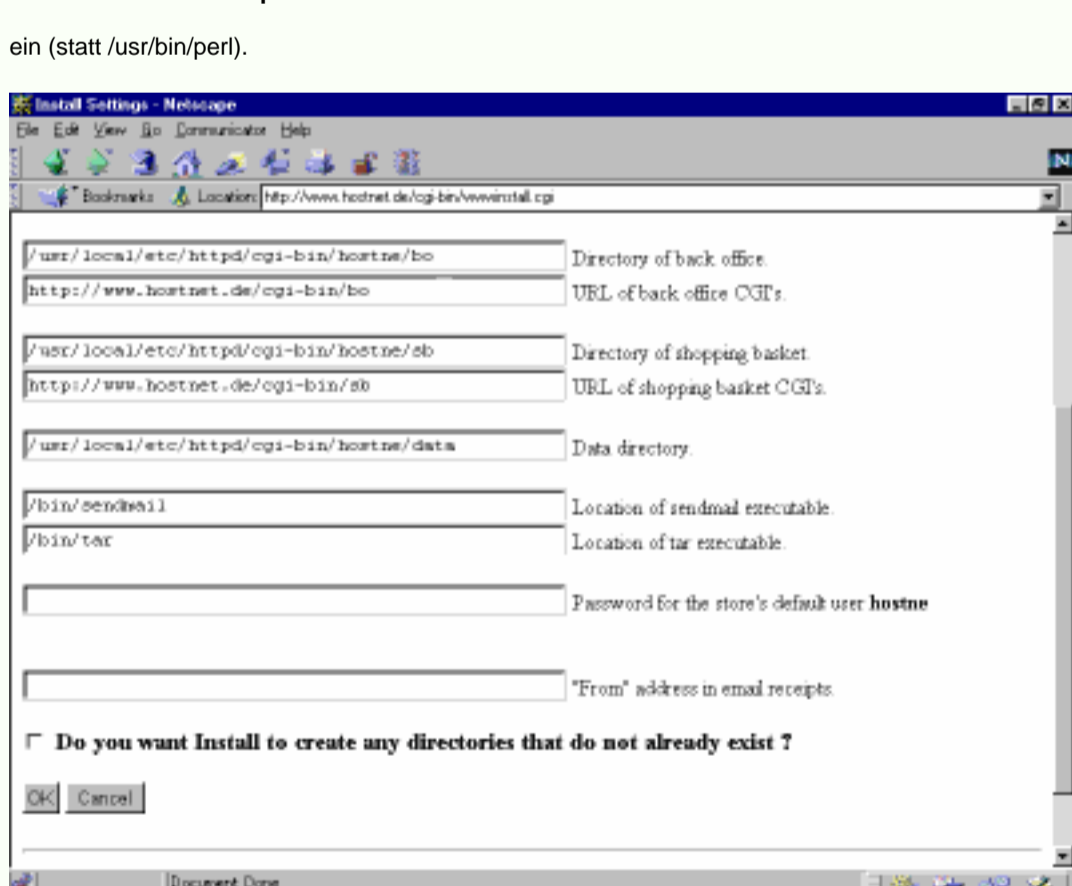 ein (statt /usr/bin/perl).
Install Settings - Netscape
File Edit View Go Communicator Help
Bookmarks Location: http://www.hostnet.de/cgi-bin/wwwinstall.cgi
/usr/local/etc/httpd/cgi-bin/hostne/bo Directory of back office.
http://www.hostnet.de/cgi-bin/bo URL of back office CGI's.
/usr/local/etc/httpd/cgi-bin/hostne/sb Directory of shopping basket.
http://www.hostnet.de/cgi-bin/sb URL of shopping basket CGI's.
/usr/local/etc/httpd/cgi-bin/hostne/data Data directory.
/bin/sendmail Location of sendmail executable.
/bin/tar Location of tar executable.
Password for the store's default user hostne
"From" address in email receipts.
Do you want Install to create any directories that do not already exist ?
OK Cancel
Document Done